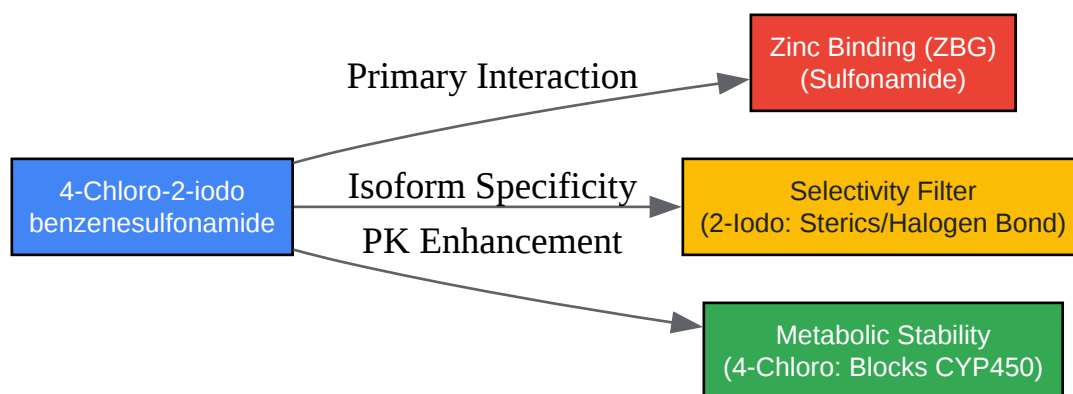 Zinc Binding (ZBG)
(Sulfonamide)
Primary Interaction
4-Chloro-2-iodo
benzenesulfonamide
Isoform Specificity
Selectivity Filter
(2-Iodo: Sterics/Halogen Bond)
PK Enhancement
Metabolic Stability
(4-Chloro: Blocks CYP450)